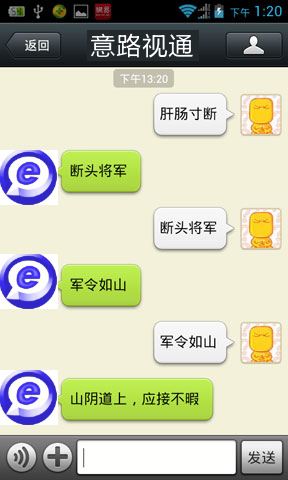 下午 1:20
返回
意路视通
下午13:20
肝肠寸断
断头将军
断头将军
军令如山
军令如山
山阴道上，应接不暇
发送